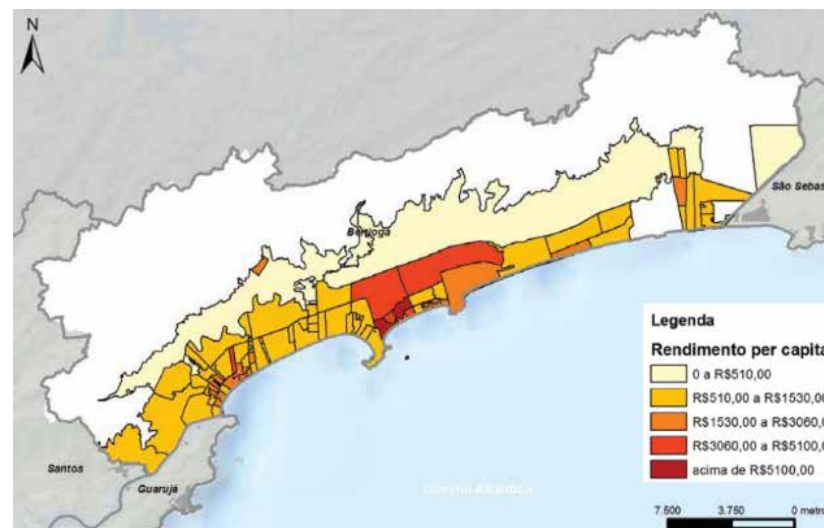 N
São Sebas
Bertioga
Legenda
Rendimento per capita
0 a R$510,00
R$510,00 a R$1530,00
R$1530,00 a R$3060,0
R$3060,00 a R$5100,0
acima de R$5100,00
Santos
Guarujá
Oceano Atlântico
7.500 3.750 0 metro